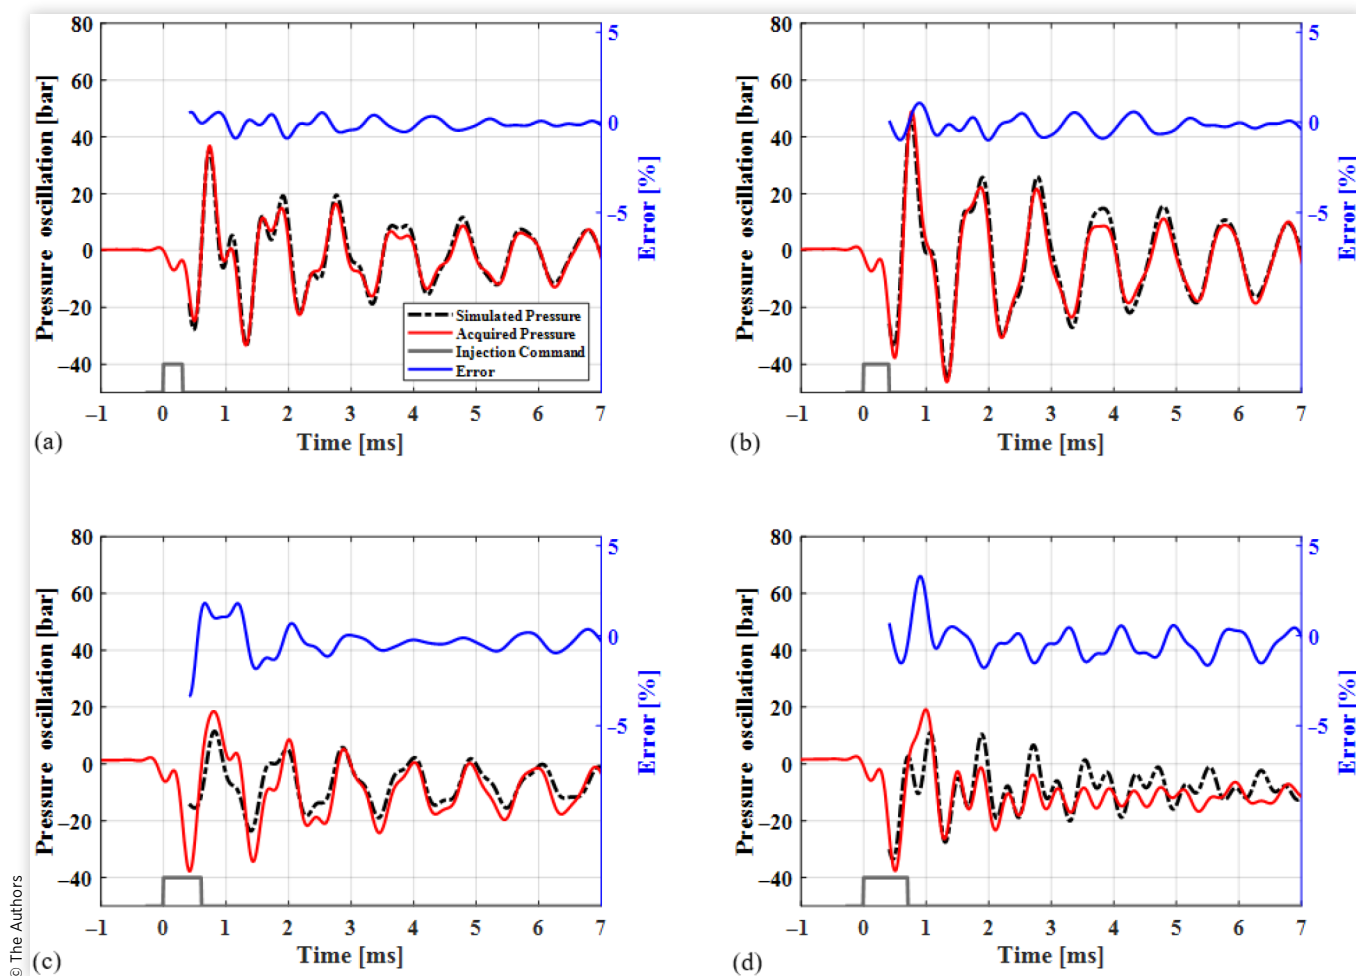 80
60
40
20
0
−20
−40
Pressure oscillation [bar]
5
0
−5
Error [%]
Simulated Pressure
Acquired Pressure
Injection Command
Error
−1 0 1 2 3 4 5 6 7
Time [ms]
(a)
80
60
40
20
0
−20
−40
Pressure oscillation [bar]
5
0
−5
Error [%]
−1 0 1 2 3 4 5 6 7
Time [ms]
(b)
80
60
40
20
0
−20
−40
Pressure oscillation [bar]
5
0
−5
Error [%]
−1 0 1 2 3 4 5 6 7
Time [ms]
(c)
80
60
40
20
0
−20
−40
Pressure oscillation [bar]
5
0
−5
Error [%]
−1 0 1 2 3 4 5 6 7
Time [ms]
(d)
© The Authors